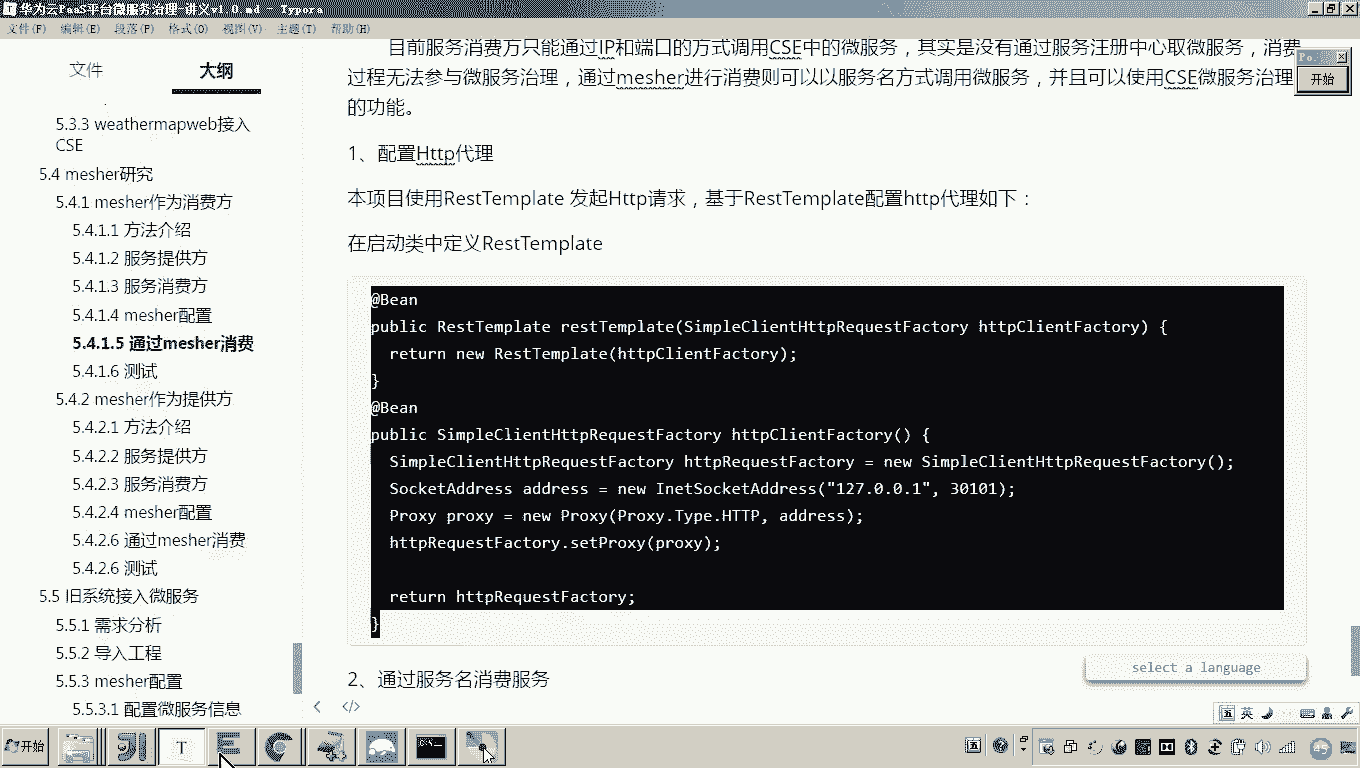 华为云PaaS平台微服务治理-讲义v1.0.md - Typora
文件(F) 编辑(E) 段落(P) 格式(O) 视图(V) 主题(T) 帮助(H)
文件 大纲
5.3.3 weathermapweb接入
CSE
5.4 mesher研究
5.4.1 mesher作为消费方
5.4.1.1 方法介绍
5.4.1.2 服务提供方
5.4.1.3 服务消费方
5.4.1.4 mesher配置
5.4.1.5 通过mesher消费
5.4.1.6 测试
5.4.2 mesher作为提供方
5.4.2.1 方法介绍
5.4.2.2 服务提供方
5.4.2.3 服务消费方
5.4.2.4 mesher配置
5.4.2.6 通过mesher消费
5.4.2.6 测试
5.5 旧系统接入微服务
5.5.1 需求分析
5.5.2 导入工程
5.5.3 mesher配置
5.5.3.1 配置微服务信息
目前服务消费方只能通过IP和端口的方式调用CSE中的微服务，其实是没有通过服务注册中心取微服务，消费
过程无法参与微服务治理，通过mesher进行消费则可以以服务名方式调用微服务，并且可以使用CSE微服务治理
的功能。
1、配置Http代理
本项目使用RestTemplate 发起Http请求，基于RestTemplate配置http代理如下：
在启动类中定义RestTemplate
@Bean
public RestTemplate restTemplate(SimpleClientHttpRequestFactory httpClientFactory) {
return new RestTemplate(httpClientFactory);
}
@Bean
public SimpleClientHttpRequestFactory httpClientFactory() {
SimpleClientHttpRequestFactory httpRequestFactory = new SimpleClientHttpRequestFactory();
SocketAddress address = new InetSocketAddress("127.0.0.1", 30101);
Proxy proxy = new Proxy(Proxy.Type.HTTP, address);
httpRequestFactory.setProxy(proxy);
return httpRequestFactory;
}
select a language
2、通过服务名消费服务
Po.
开始
英
开始
45